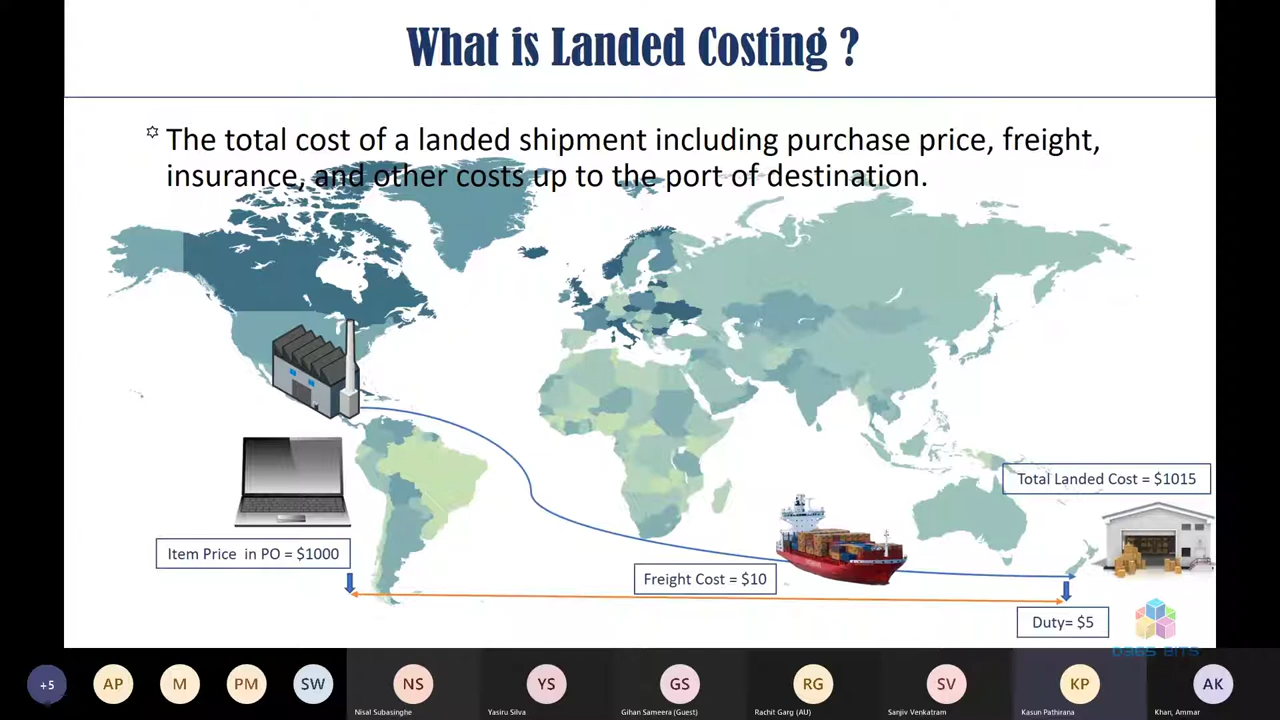 What is Landed Costing ?
The total cost of a landed shipment including purchase price, freight,
insurance, and other costs up to the port of destination.
Total Landed Cost = $1015
Item Price in PO = $1000
Freight Cost = $10
Duty= $5
D365 BITS
+5
AP
M
PM
SW
NS
YS
GS
RG
SV
KP
AK
Nisal Subasinghe
Yasiru Silva
Gihan Sameera (Guest)
Rachit Garg (AU)
Sanjiv Venkatram
Kasun Pathirana
Khan, Ammar